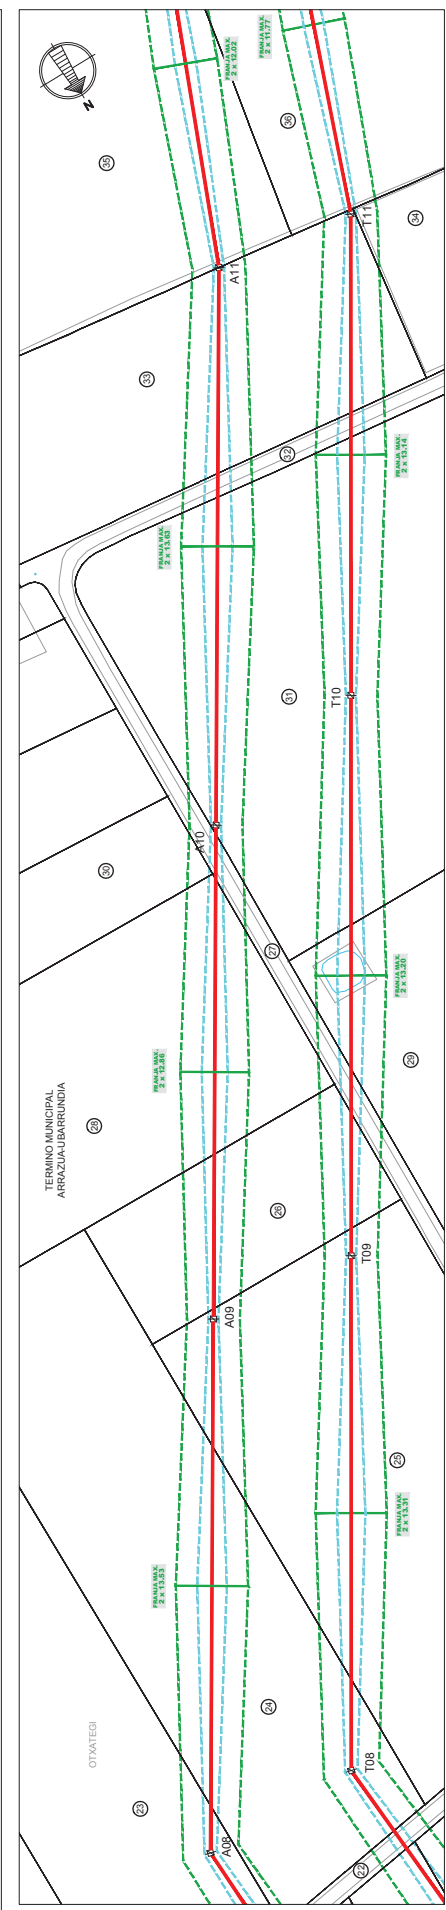 FRANJA MAX.
2 x 12.02
FRANJA MAX.
2 x 11.77
N
35
36
34
T11
A11
33
32
FRANJA MAX.
2 x 13.14
FRANJA MAX.
2 x 13.63
31
T10
A10
30
27
FRANJA MAX.
2 x 13.20
29
FRANJA MAX.
2 x 12.86
TERMINO MUNICIPAL
ARRAZUA-UBARRUNDIA
28
26
T09
A09
25
FRANJA MAX.
2 x 13.31
FRANJA MAX.
2 x 13.53
24
OTXATEGI
T08
23
A08
22